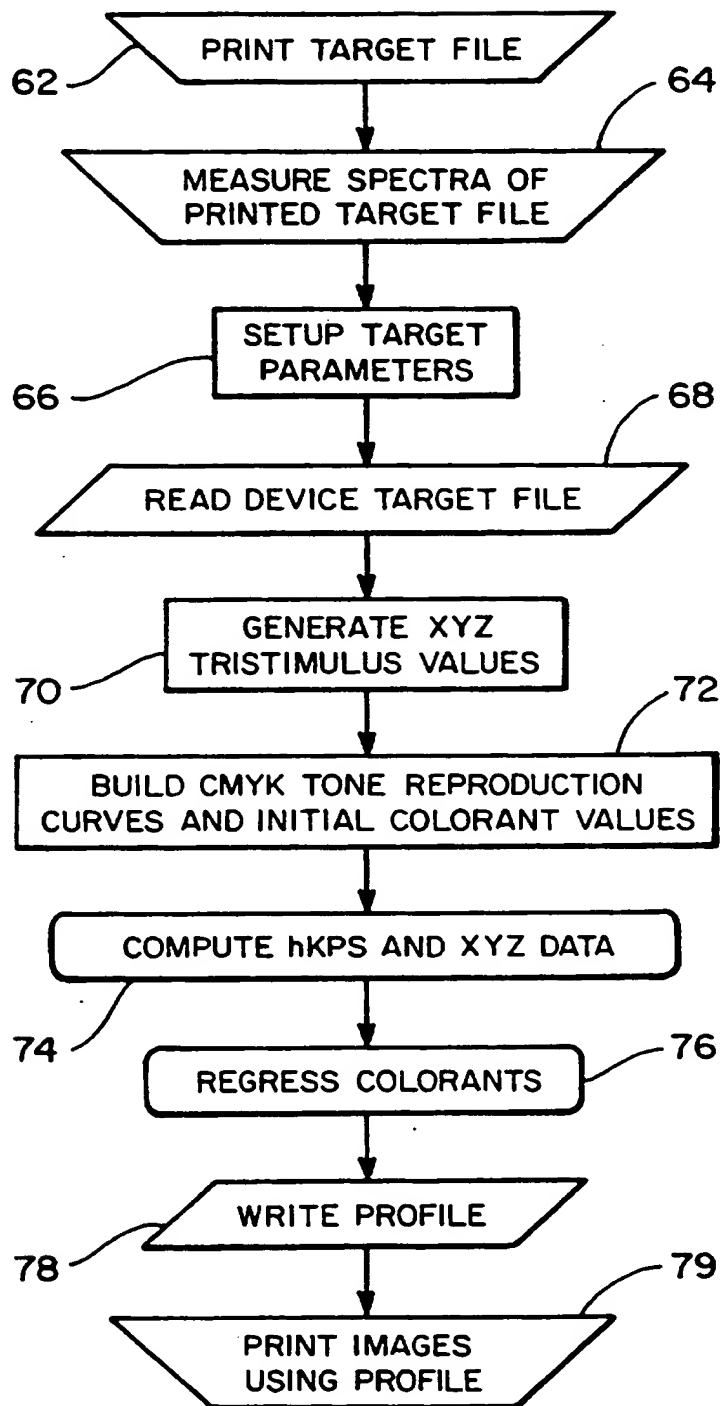 PRINT TARGET FILE
62
64
MEASURE SPECTRA OF
PRINTED TARGET FILE
SETUP TARGET
PARAMETERS
66
68
READ DEVICE TARGET FILE
GENERATE XYZ
TRISTIMULUS VALUES
70
72
BUILD CMYK TONE REPRODUCTION
CURVES AND INITIAL COLORANT VALUES
COMPUTE hKPS AND XYZ DATA
74
76
REGRESS COLORANTS
WRITE PROFILE
78
79
PRINT IMAGES
USING PROFILE